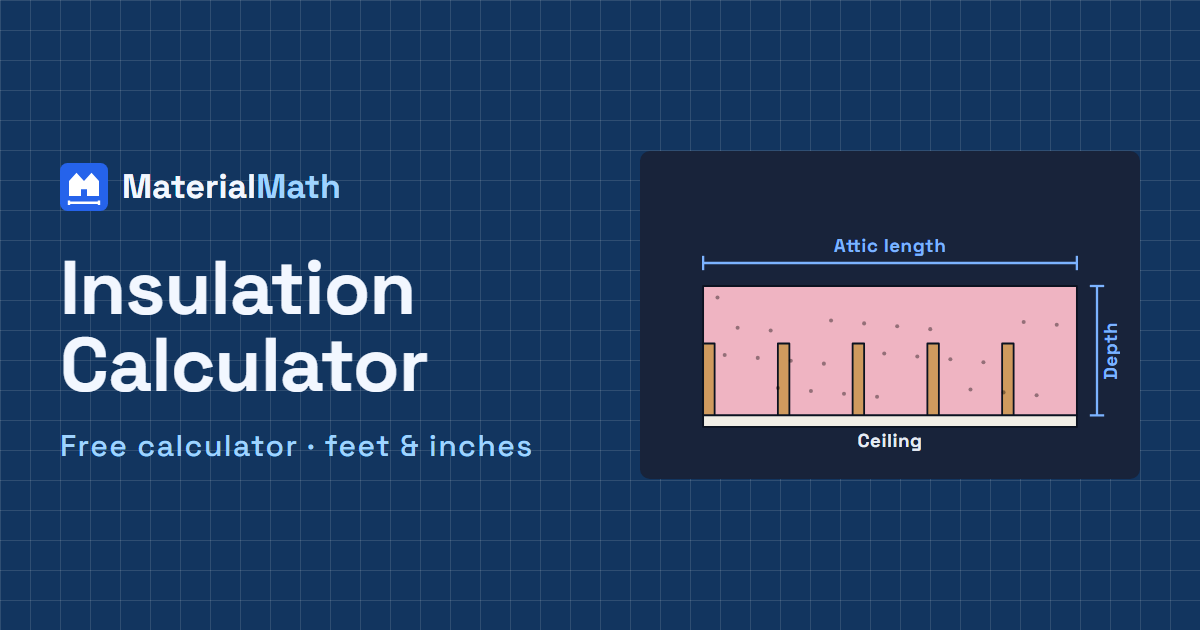 MaterialMath
Insulation
Calculator
Free calculator · feet & inches
Attic length
Depth
Ceiling